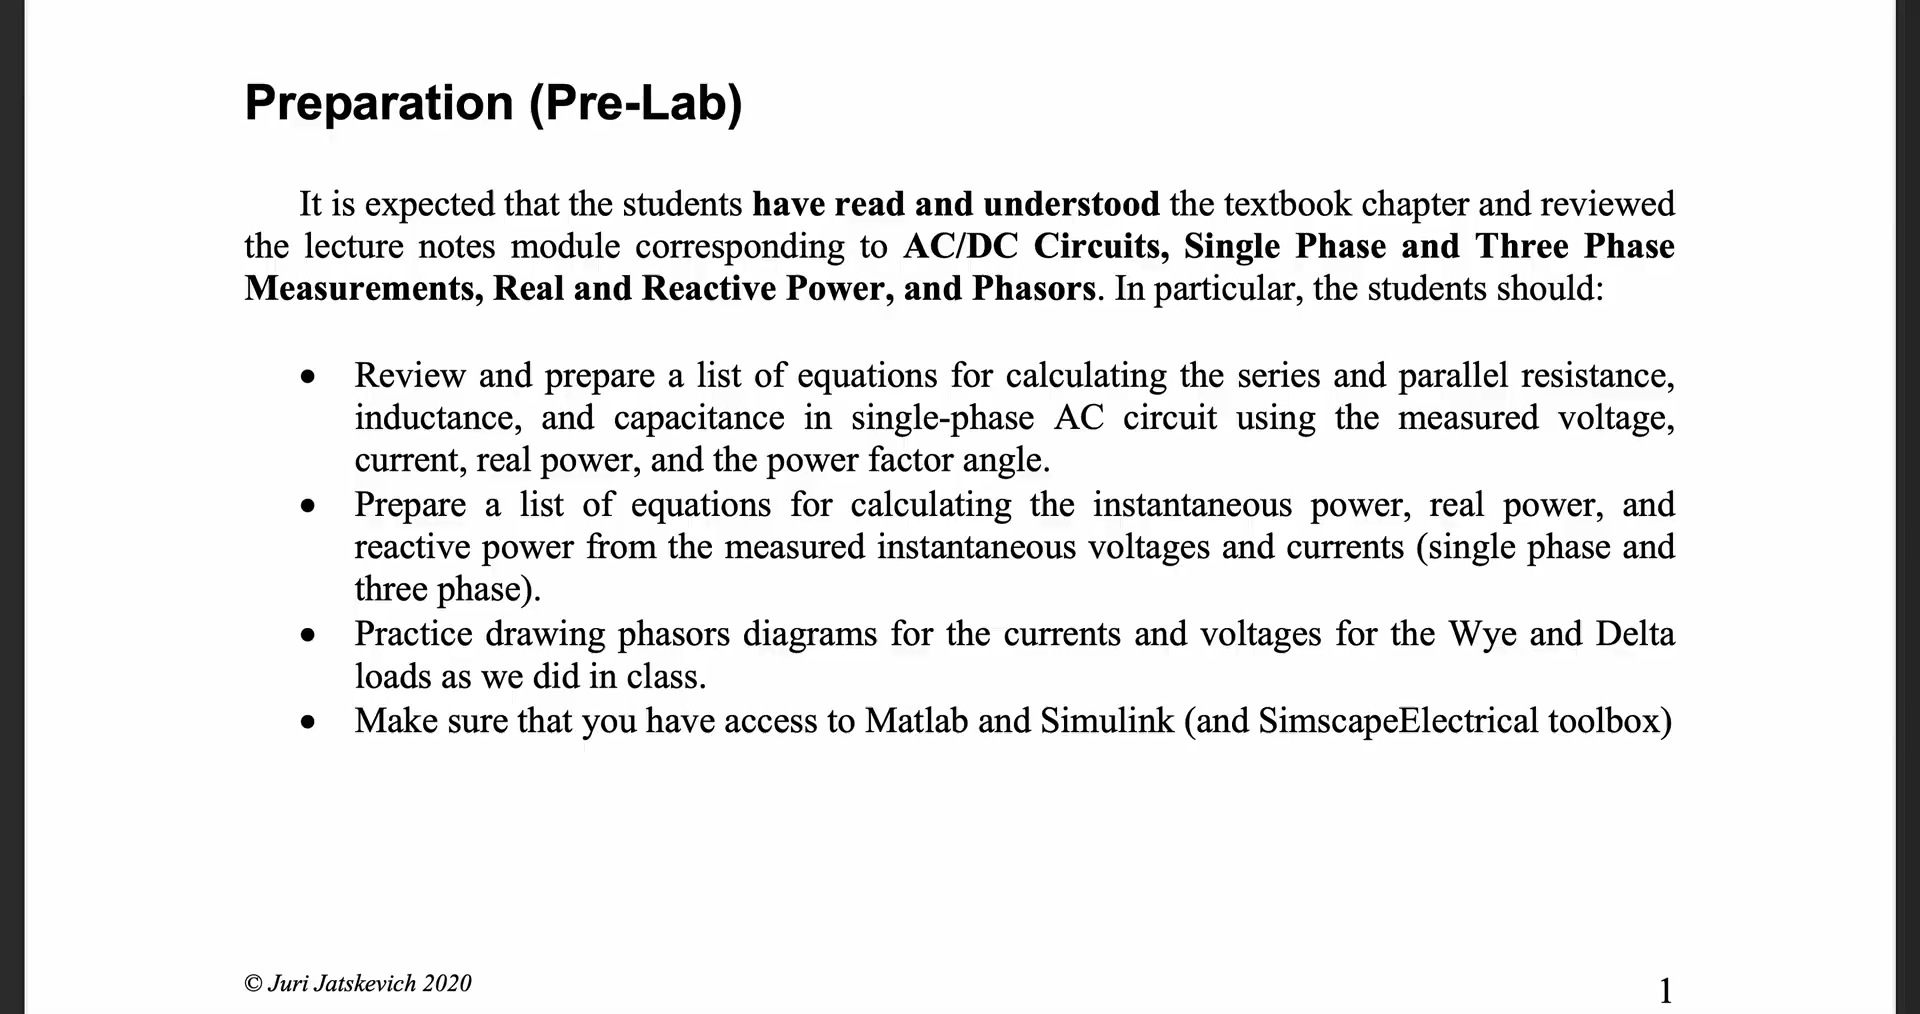 Preparation (Pre-Lab)
It is expected that the students have read and understood the textbook chapter and reviewed
the lecture notes module corresponding to AC/DC Circuits, Single Phase and Three Phase
Measurements, Real and Reactive Power, and Phasors. In particular, the students should:
• Review and prepare a list of equations for calculating the series and parallel resistance,
inductance, and capacitance in single-phase AC circuit using the measured voltage,
current, real power, and the power factor angle.
• Prepare a list of equations for calculating the instantaneous power, real power, and
reactive power from the measured instantaneous voltages and currents (single phase and
three phase).
• Practice drawing phasors diagrams for the currents and voltages for the Wye and Delta
loads as we did in class.
• Make sure that you have access to Matlab and Simulink (and SimscapeElectrical toolbox)
© Juri Jatskevich 2020
1